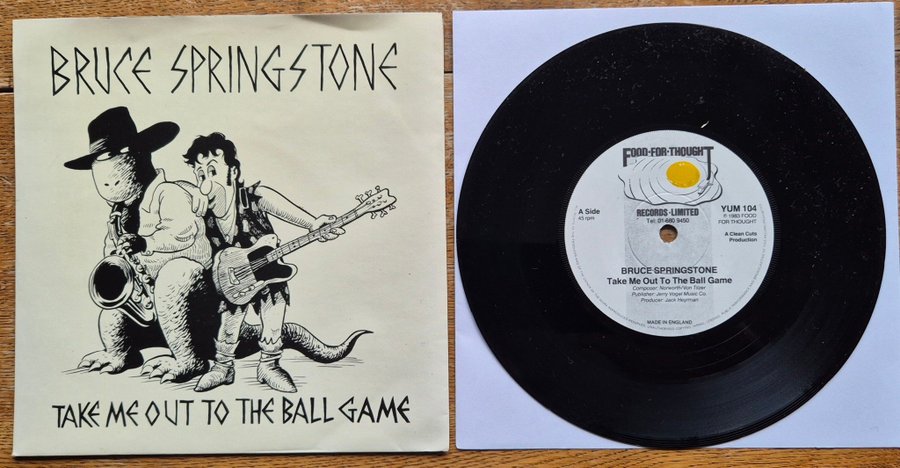 BRUCE SPRINGSTONE
TAKE ME OUT TO THE BALL GAME
FOOD-FOR-THOUGHT
RECORDS-LIMITED
Tel: 01-660 9450
A Side
45 rpm
YUM 104
℗ 1983 FOOD
FOR THOUGHT
A Clean Cuts
Production
BRUCE SPRINGSTONE
Take Me Out To The Ball Game
Composer: Norworth/Von Tilzer
Publisher: Jerry Vogel Music Co.
Producer: Jack Heyrman
MADE IN ENGLAND